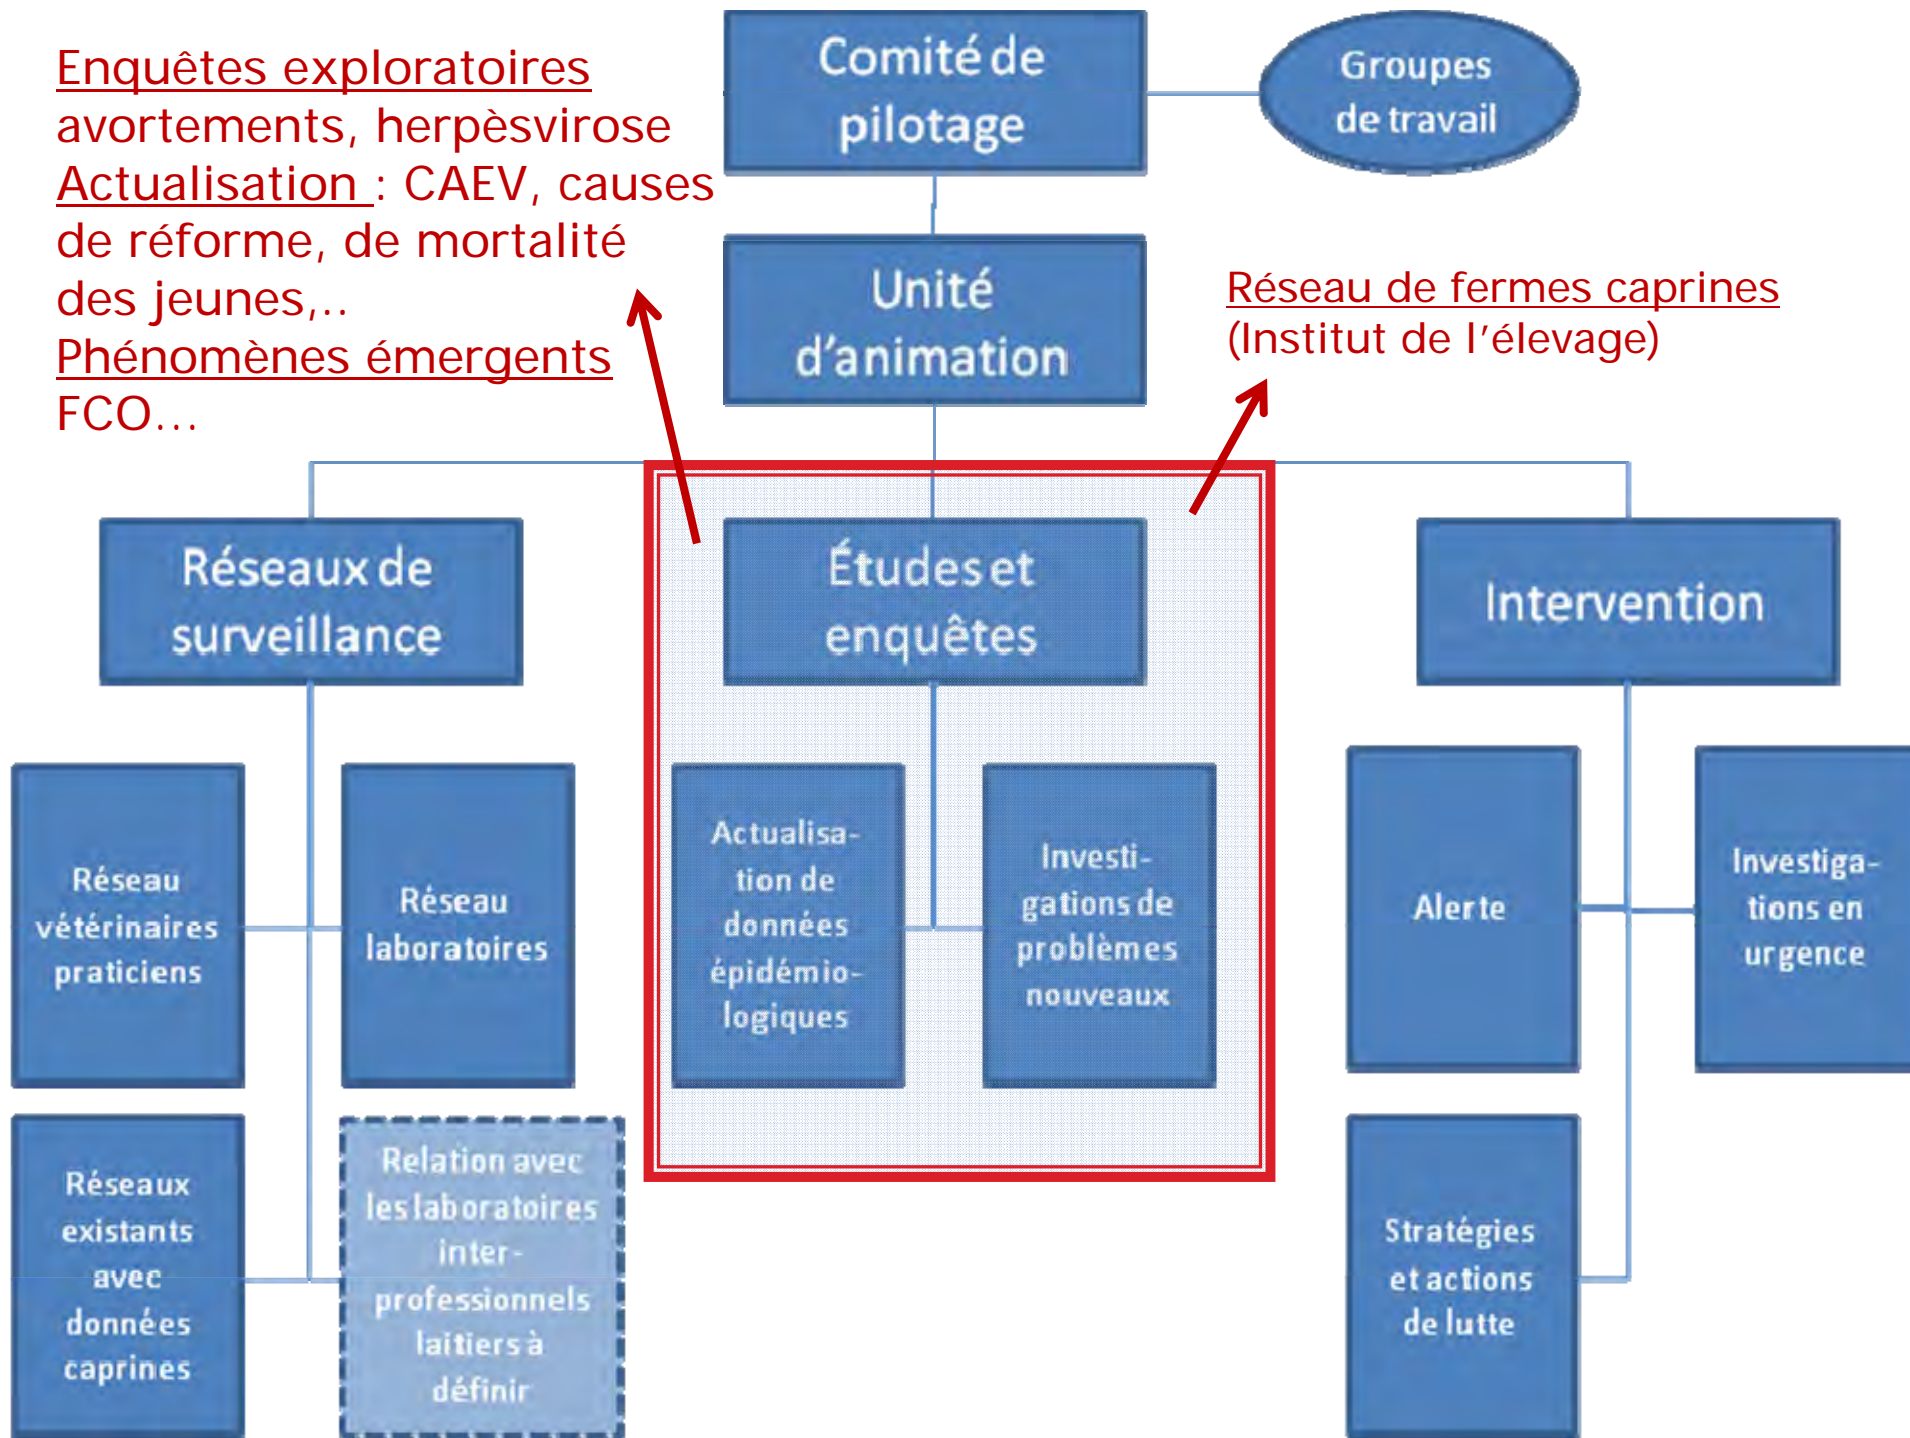 Enquêtes exploratoires
avortements, herpèsvirose
Actualisation : CAEV, causes
de réforme, de mortalité
des jeunes,..
Phénomènes émergents
FCO...
Comité de
pilotage
Groupes
de travail
Unité
d'animation
Réseau de fermes caprines
(Institut de l'élevage)
Réseaux de
surveillance
Études et
enquêtes
Intervention
Réseau
vétérinaires
praticiens
Réseau
laboratoires
Actualisa-
tion de
données
épidémio-
logiques
Investi-
gations de
problèmes
nouveaux
Alerte
Investiga-
tions en
urgence
Réseaux
existants
avec
données
caprines
Relation avec
les laboratoires
inter-
professionnels
laitiers à
définir
Stratégies
et actions
de lutte